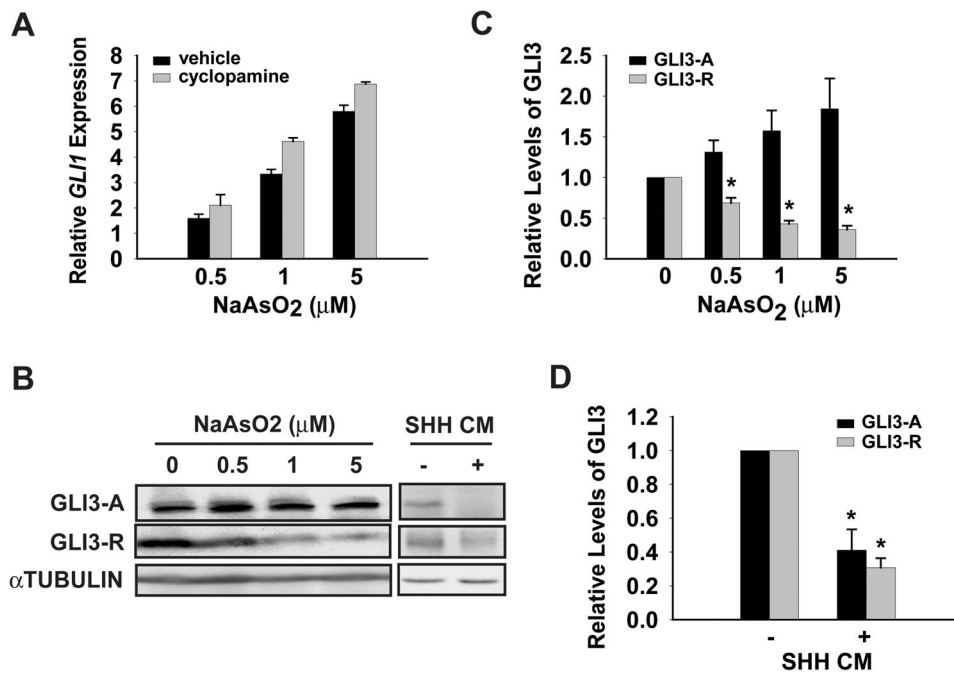 A
Relative GLI1 Expression
8
7
6
5
4
3
2
1
0
vehicle
cyclopamine
0.5 1 5
NaAsO2 (μM)
C
Relative Levels of GLI3
2.5
2.0
1.5
1.0
0.5
0.0
GLI3-A
GLI3-R
* * *
0 0.5 1 5
NaAsO2 (μM)
B
NaAsO2 (μM) SHH CM
0 0.5 1 5 - +
GLI3-A
GLI3-R
αTUBULIN
D
Relative Levels of GLI3
1.2
1.0
0.8
0.6
0.4
0.2
0.0
GLI3-A
GLI3-R
* *
- +
SHH CM